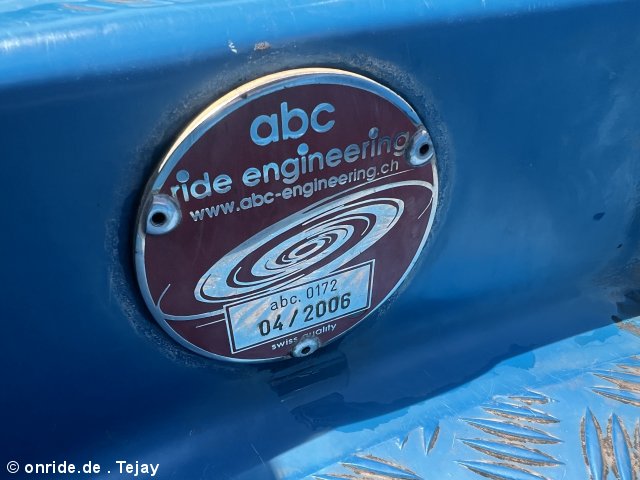 abc
ride engineering
www.abc-engineering.ch
abc. 0172
04/2006
swiss quality
© onride.de . Tejay